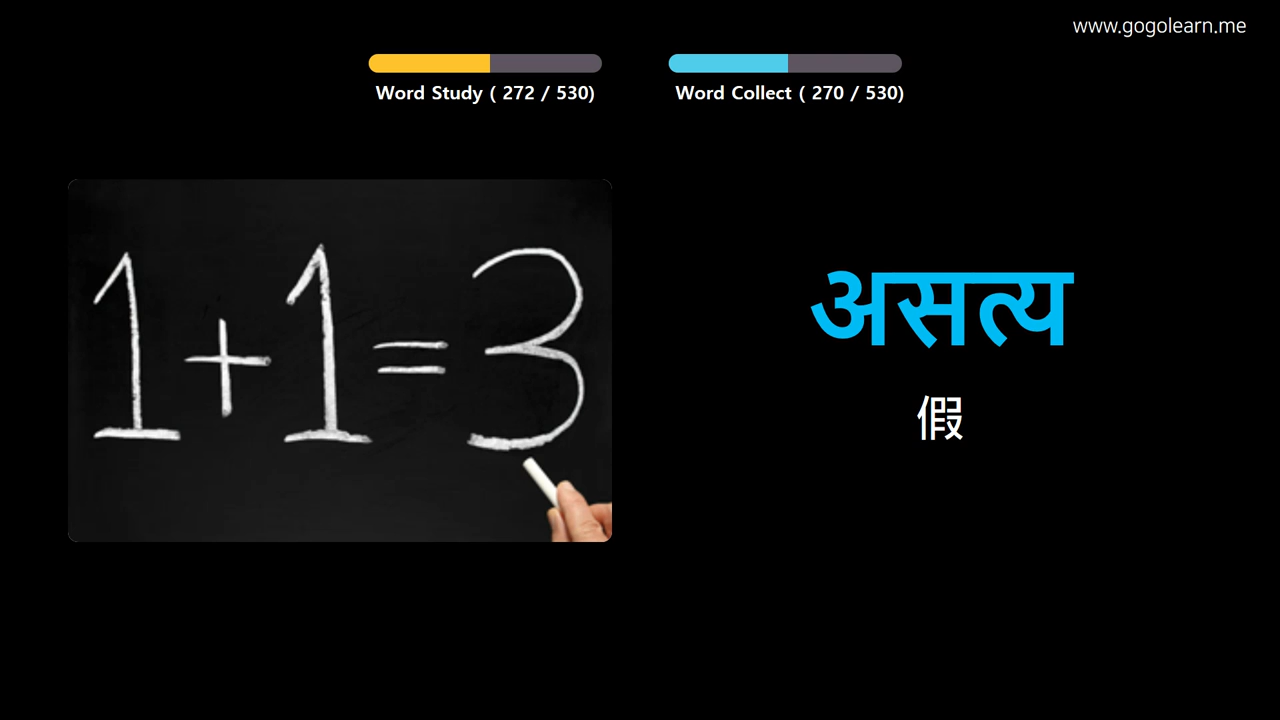 www.gogolearn.me
Word Study ( 272 / 530)
Word Collect ( 270 / 530)
1+1=3
असत्य
假